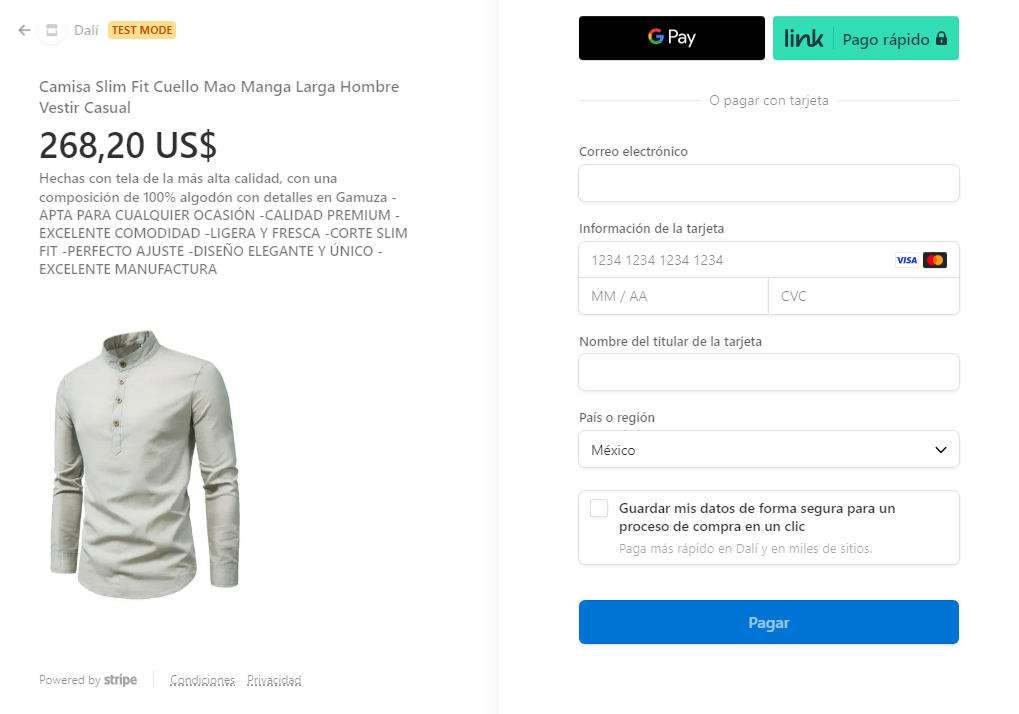 Dalí TEST MODE
Camisa Slim Fit Cuello Mao Manga Larga Hombre
Vestir Casual
268,20 US$
Hechas con tela de la más alta calidad, con una
composición de 100% algodón con detalles en Gamuza -
APTA PARA CUALQUIER OCASIÓN -CALIDAD PREMIUM -
EXCELENTE COMODIDAD -LIGERA Y FRESCA -CORTE SLIM
FIT -PERFECTO AJUSTE -DISEÑO ELEGANTE Y ÚNICO -
EXCELENTE MANUFACTURA
Powered by stripe
Condiciones Privacidad
G Pay
link Pago rápido
O pagar con tarjeta
Correo electrónico
Información de la tarjeta
1234 1234 1234 1234 VISA
MM / AA CVC
Nombre del titular de la tarjeta
País o región
México
Guardar mis datos de forma segura para un
proceso de compra en un clic
Paga más rápido en Dalí y en miles de sitios.
Pagar